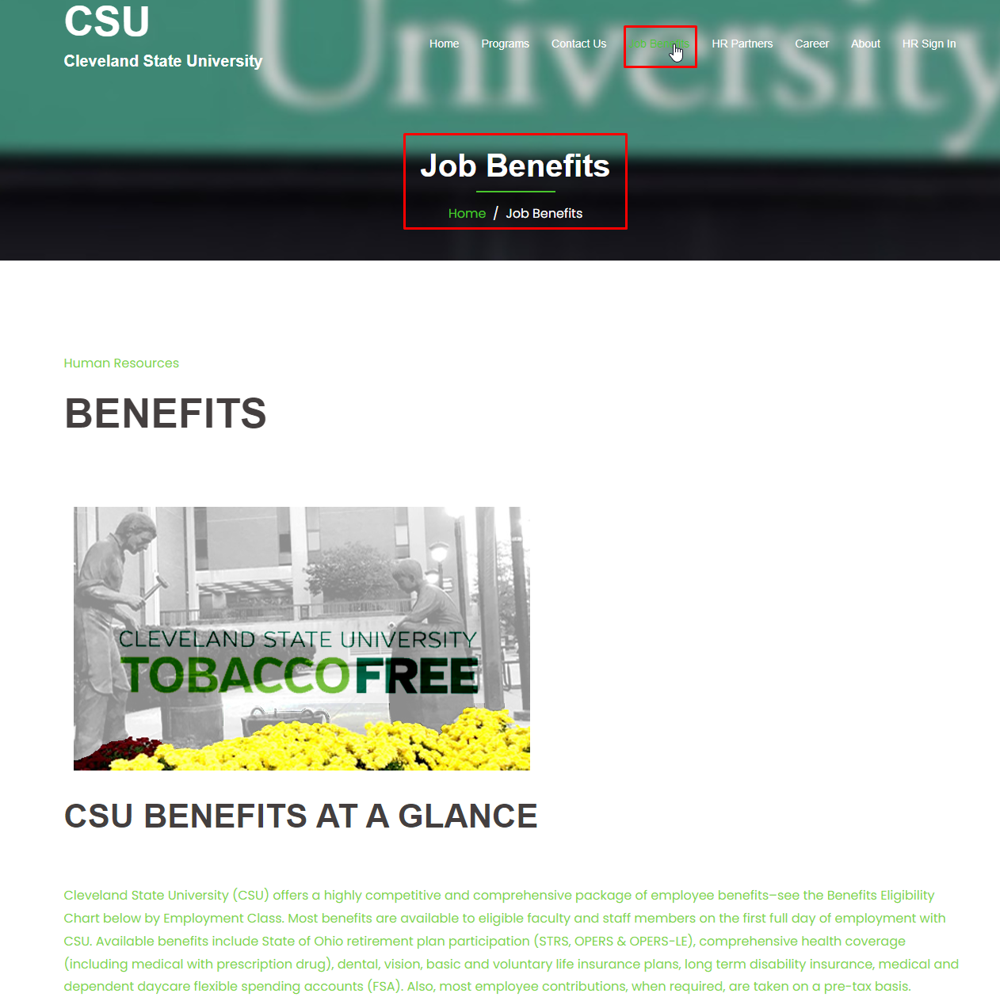 CSU
Cleveland State University
University
Home Programs Contact Us Job Benefits HR Partners Career About HR Sign In
Job Benefits
Home / Job Benefits
Human Resources
BENEFITS
CLEVELAND STATE UNIVERSITY
TOBACCOFREE
CSU BENEFITS AT A GLANCE
Cleveland State University (CSU) offers a highly competitive and comprehensive package of employee benefits–see the Benefits Eligibility
Chart below by Employment Class. Most benefits are available to eligible faculty and staff members on the first full day of employment with
CSU. Available benefits include State of Ohio retirement plan participation (STRS, OPERS & OPERS-LE), comprehensive health coverage
(including medical with prescription drug), dental, vision, basic and voluntary life insurance plans, long term disability insurance, medical and
dependent daycare flexible spending accounts (FSA). Also, most employee contributions, when required, are taken on a pre-tax basis.